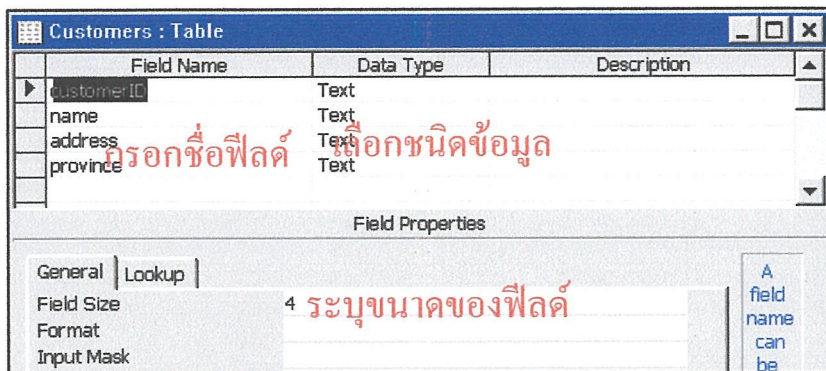 Customers : Table
Field Name Data Type Description
customerID Text
name Text
address Text
province Text
กรอกชื่อฟีลด์ เลือกชนิดข้อมูล
Field Properties
General Lookup
Field Size 4 ระบุขนาดของฟีลด์
Format
Input Mask
A
field
name
can
be